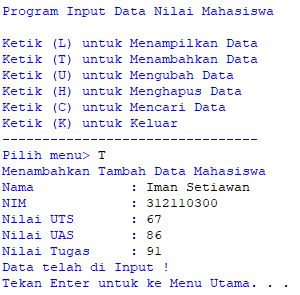 Program Input Data Nilai Mahasiswa
Ketik (L) untuk Menampilkan Data
Ketik (T) untuk Menambahkan Data
Ketik (U) untuk Mengubah Data
Ketik (H) untuk Menghapus Data
Ketik (C) untuk Mencari Data
Ketik (K) untuk Keluar
--------------------------------
Pilih menu> T
Menambahkan Tambah Data Mahasiswa
Nama : Iman Setiawan
NIM : 312110300
Nilai UTS : 67
Nilai UAS : 86
Nilai Tugas : 91
Data telah di Input !
Tekan Enter untuk ke Menu Utama. . .